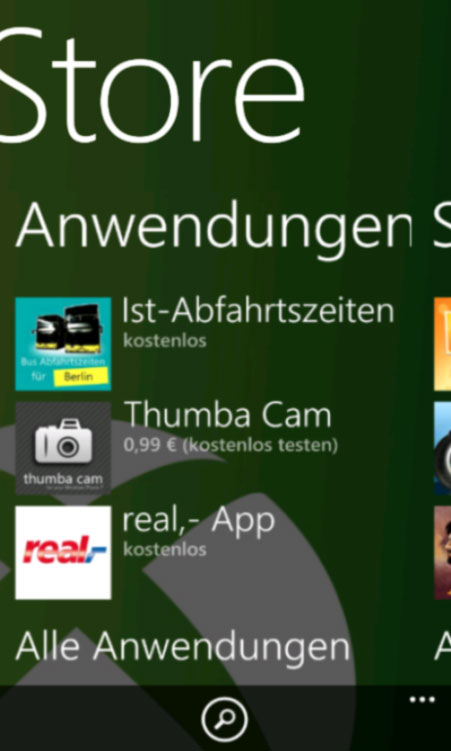 Store
Anwendungen
S
Ist-Abfahrtszeiten
kostenlos
Bus Abfahrtszeiten
für Berlin
Thumba Cam
0,99 € (kostenlos testen)
thumba cam
real,- App
kostenlos
real,-
Alle Anwendungen
A